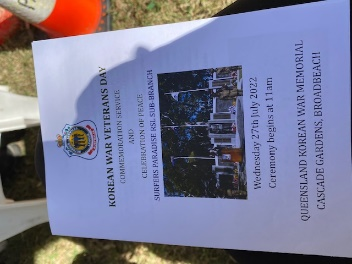 KOREAN WAR VETERANS DAY
COMMEMORATION SERVICE
AND
CELEBRATION OF PEACE
SURFERS PARADISE RSL SUB-BRANCH
Wednesday 27th July 2022
Ceremony begins at 11am
QUEENSLAND KOREAN WAR MEMORIAL
CASCADE GARDENS, BROADBEACH